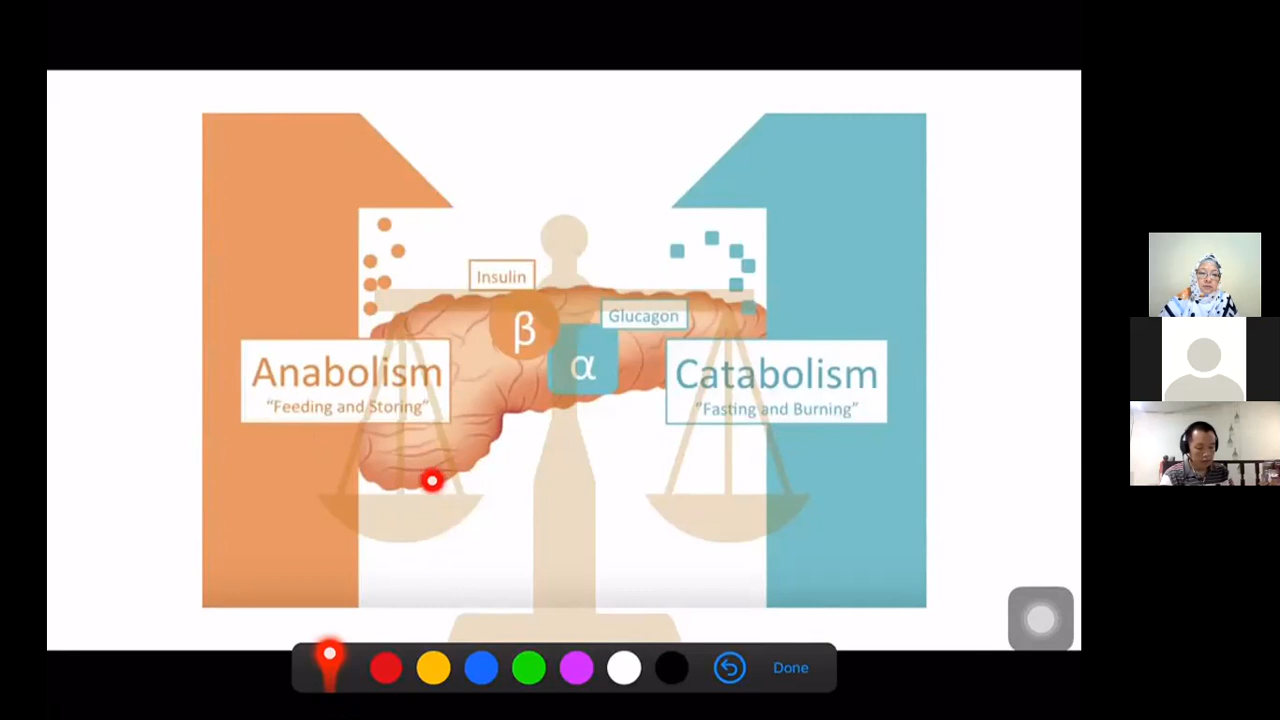 Insulin
β
Glucagon
α
Anabolism
“Feeding and Storing”
Catabolism
“Fasting and Burning”
Done